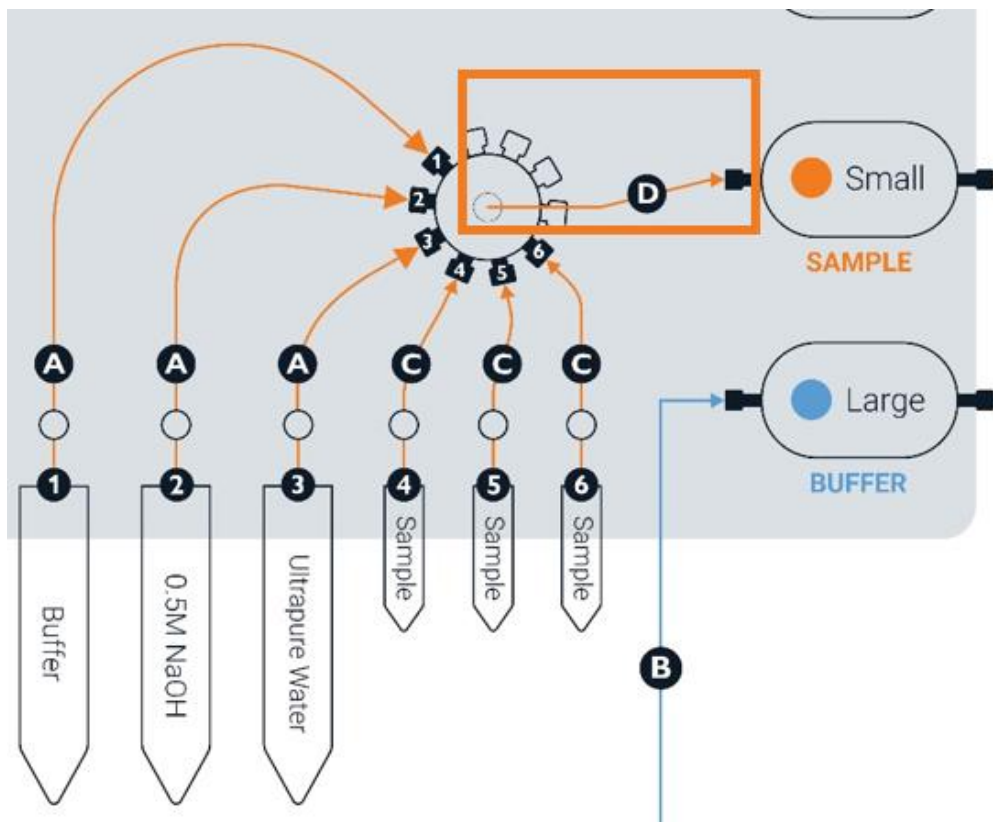 1
2
3
4
5
6
D
Small
SAMPLE
A
A
A
C
C
C
Large
BUFFER
1
2
3
4
5
6
Buffer
0.5M NaOH
Ultrapure Water
Sample
Sample
Sample
B